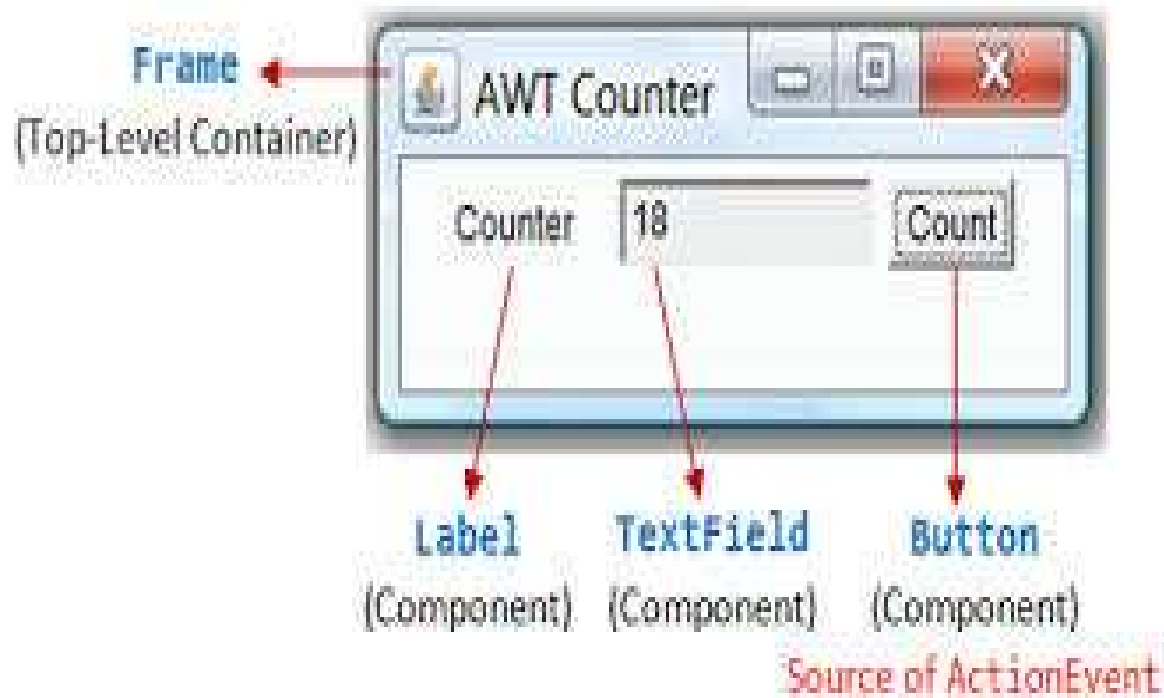 Frame
(Top-Level Container)
AWT Counter
Counter 18 Count
Label TextField Button
(Component) (Component) (Component)
Source of ActionEvent